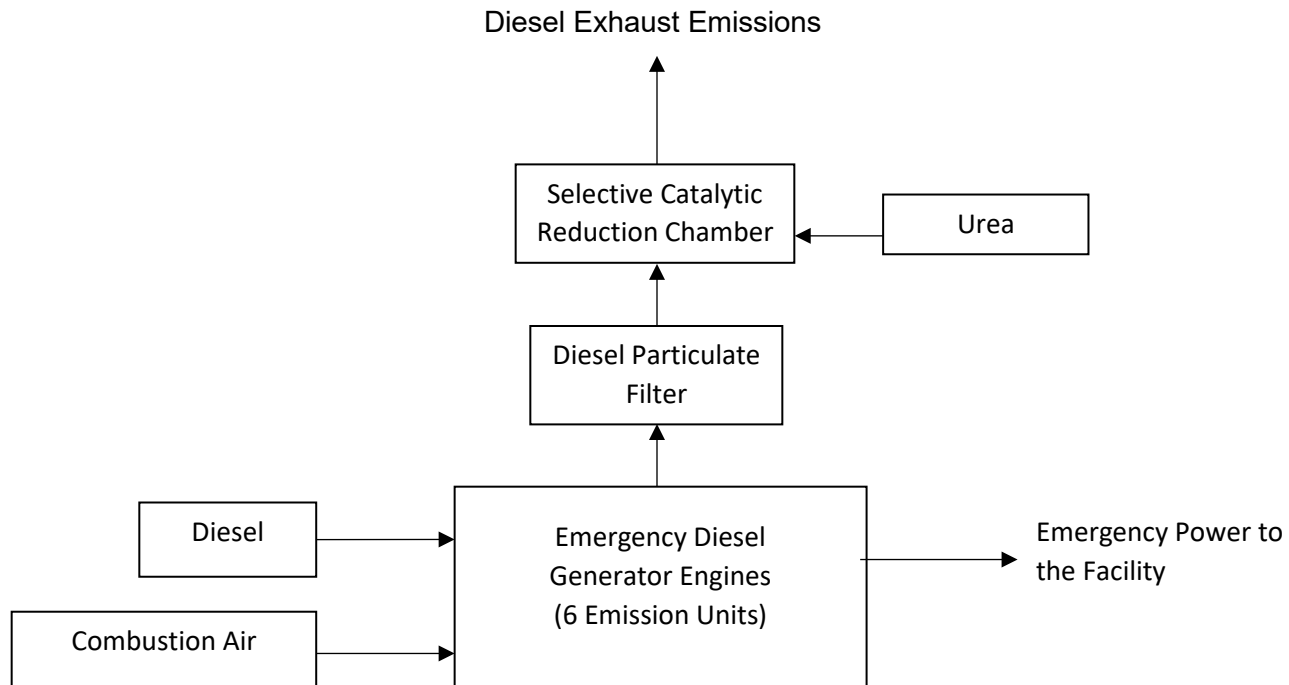 Diesel Exhaust Emissions
Selective Catalytic
Reduction Chamber
Urea
Diesel Particulate
Filter
Diesel
Emergency Diesel
Generator Engines
(6 Emission Units)
Emergency Power to
the Facility
Combustion Air